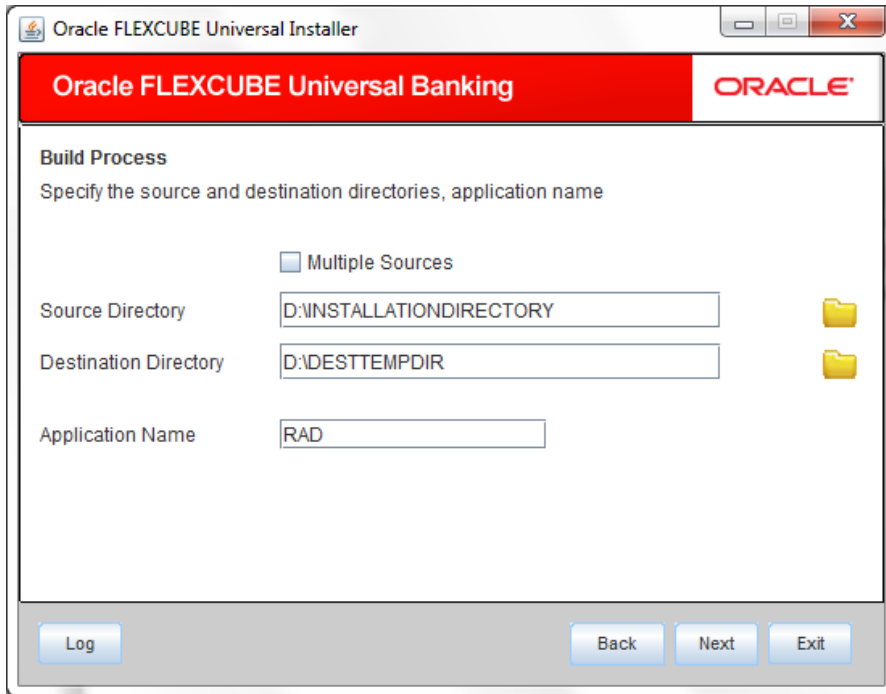 Oracle FLEXCUBE Universal Installer
Oracle FLEXCUBE Universal Banking
ORACLE
Build Process
Specify the source and destination directories, application name
Multiple Sources
Source Directory D:\INSTALLATIONDIRECTORY
Destination Directory D:\DESTTEMPDIR
Application Name RAD
Log Back Next Exit